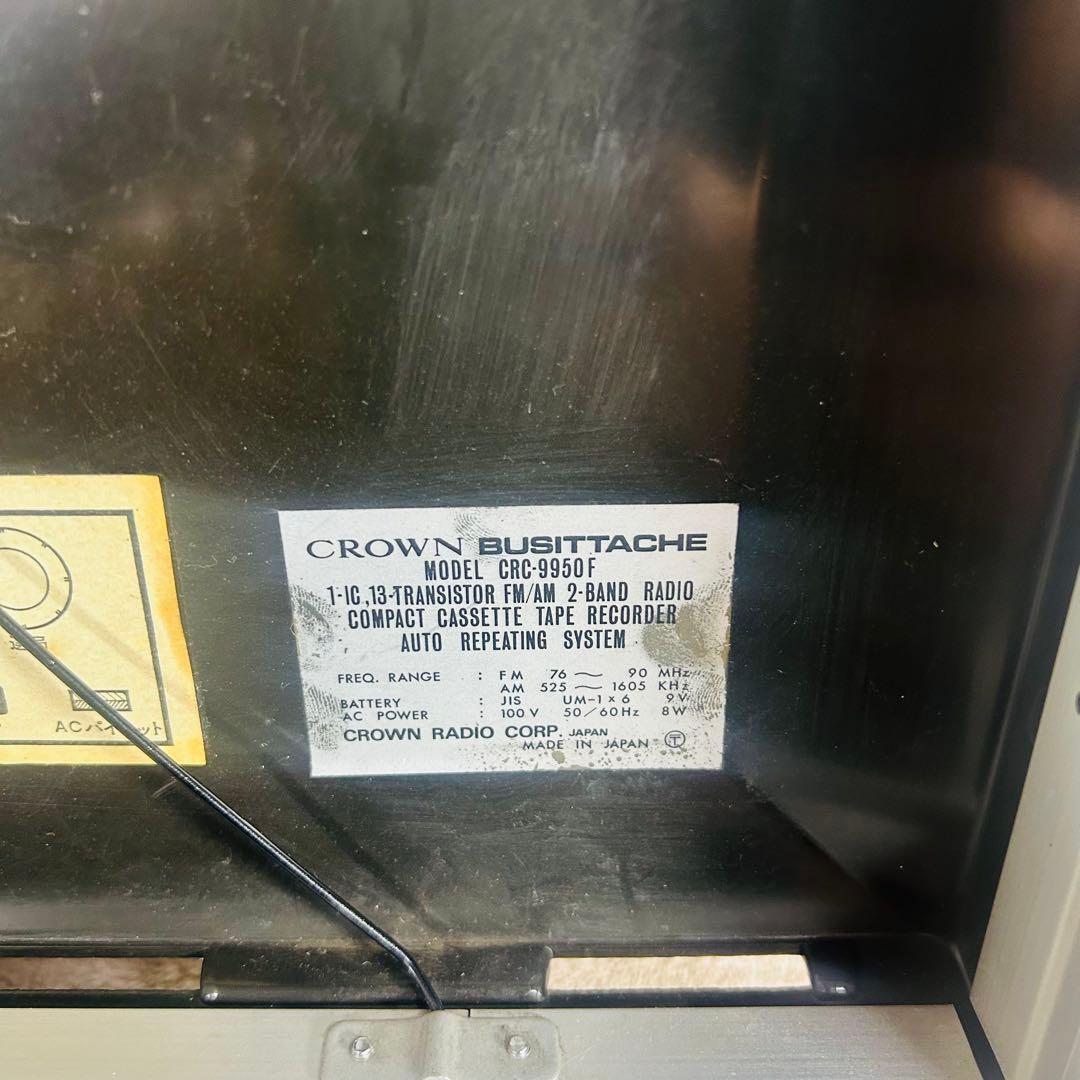 CROWN BUSITTACHE
MODEL CRC-9950F
1-IC,13-TRANSISTOR FM/AM 2-BAND RADIO
COMPACT CASSETTE TAPE RECORDER
AUTO REPEATING SYSTEM
FREQ. RANGE : FM 76 〜 90 MHz
AM 525 〜 1605 KHz
BATTERY : JIS UM-1×6 9V
AC POWER : 100V 50/60Hz 8W
CROWN RADIO CORP. JAPAN
MADE IN JAPAN 〶